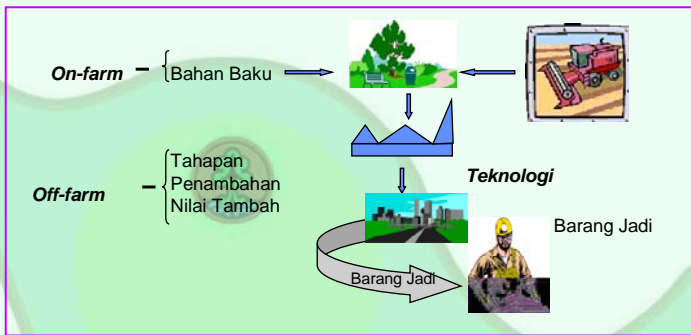 On-farm – Bahan Baku
Off-farm – Tahapan
Penambahan
Nilai Tambah
Teknologi
Barang Jadi
Barang Jadi